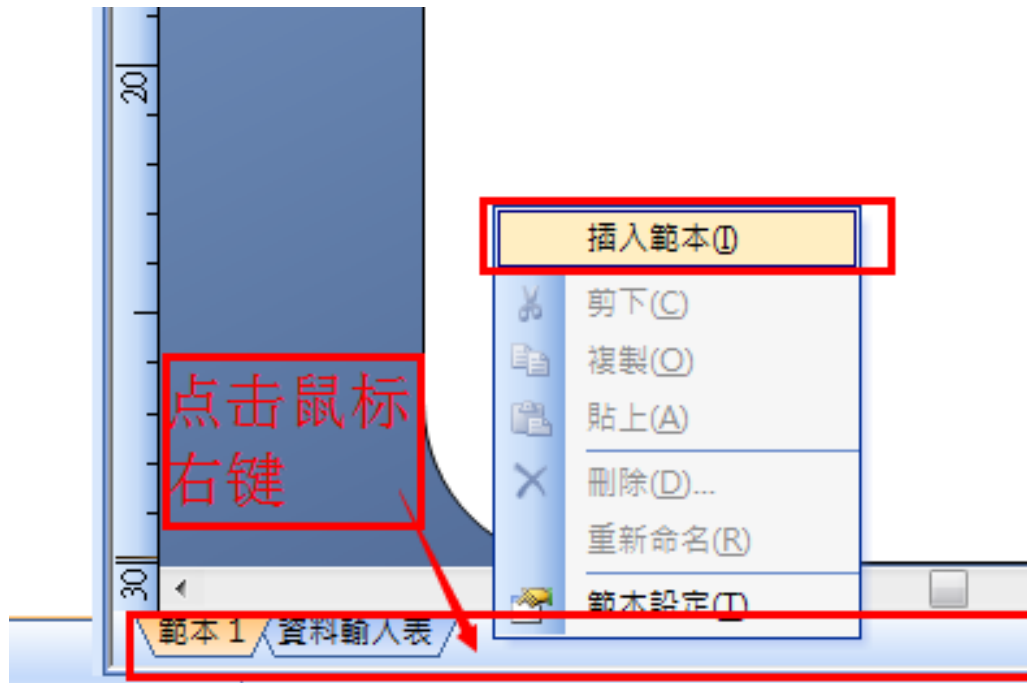 20
插入範本(I)
剪下(C)
複製(O)
貼上(A)
刪除(D)...
重新命名(R)
範本設定(T)
点击鼠标
右键
30
範本 1
資料輸入表